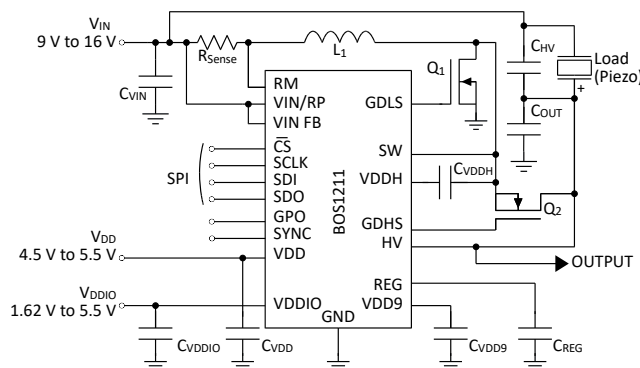 VIN
9 V to 16 V
RSense
L1
CHV
Load
(Piezo)
+
CVIN
Q1
RM
VIN/RP
VIN FB
GDLS
COUT
CS
SCLK
SDI
SDO
SPI
GPO
SYNC
BOS1211
SW
VDDH
CVDDH
Q2
GDHS
HV
OUTPUT
VDD
4.5 V to 5.5 V
VDD
REG
VDD9
VDDIO
1.62 V to 5.5 V
VDDIO
GND
CVDDIO
CVDD
CVDD9
CREG